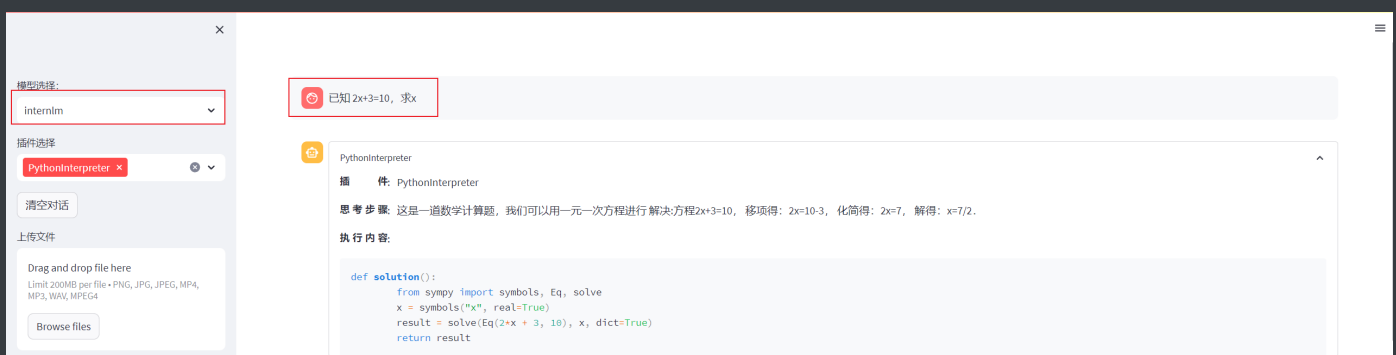 模型选择:
internlm
插件选择
PythonInterpreter ×
清空对话
上传文件
Drag and drop file here
Limit 200MB per file • PNG, JPG, JPEG, MP4,
MP3, WAV, MPEG4
Browse files
已知 2x+3=10，求x
PythonInterpreter
插 件: PythonInterpreter
思考步骤: 这是一道数学计算题，我们可以用一元一次方程进行 解决:方程2x+3=10， 移项得：2x=10-3， 化简得：2x=7， 解得：x=7/2.
执行内容:
def solution():
from sympy import symbols, Eq, solve
x = symbols("x", real=True)
result = solve(Eq(2*x + 3, 10), x, dict=True)
return result